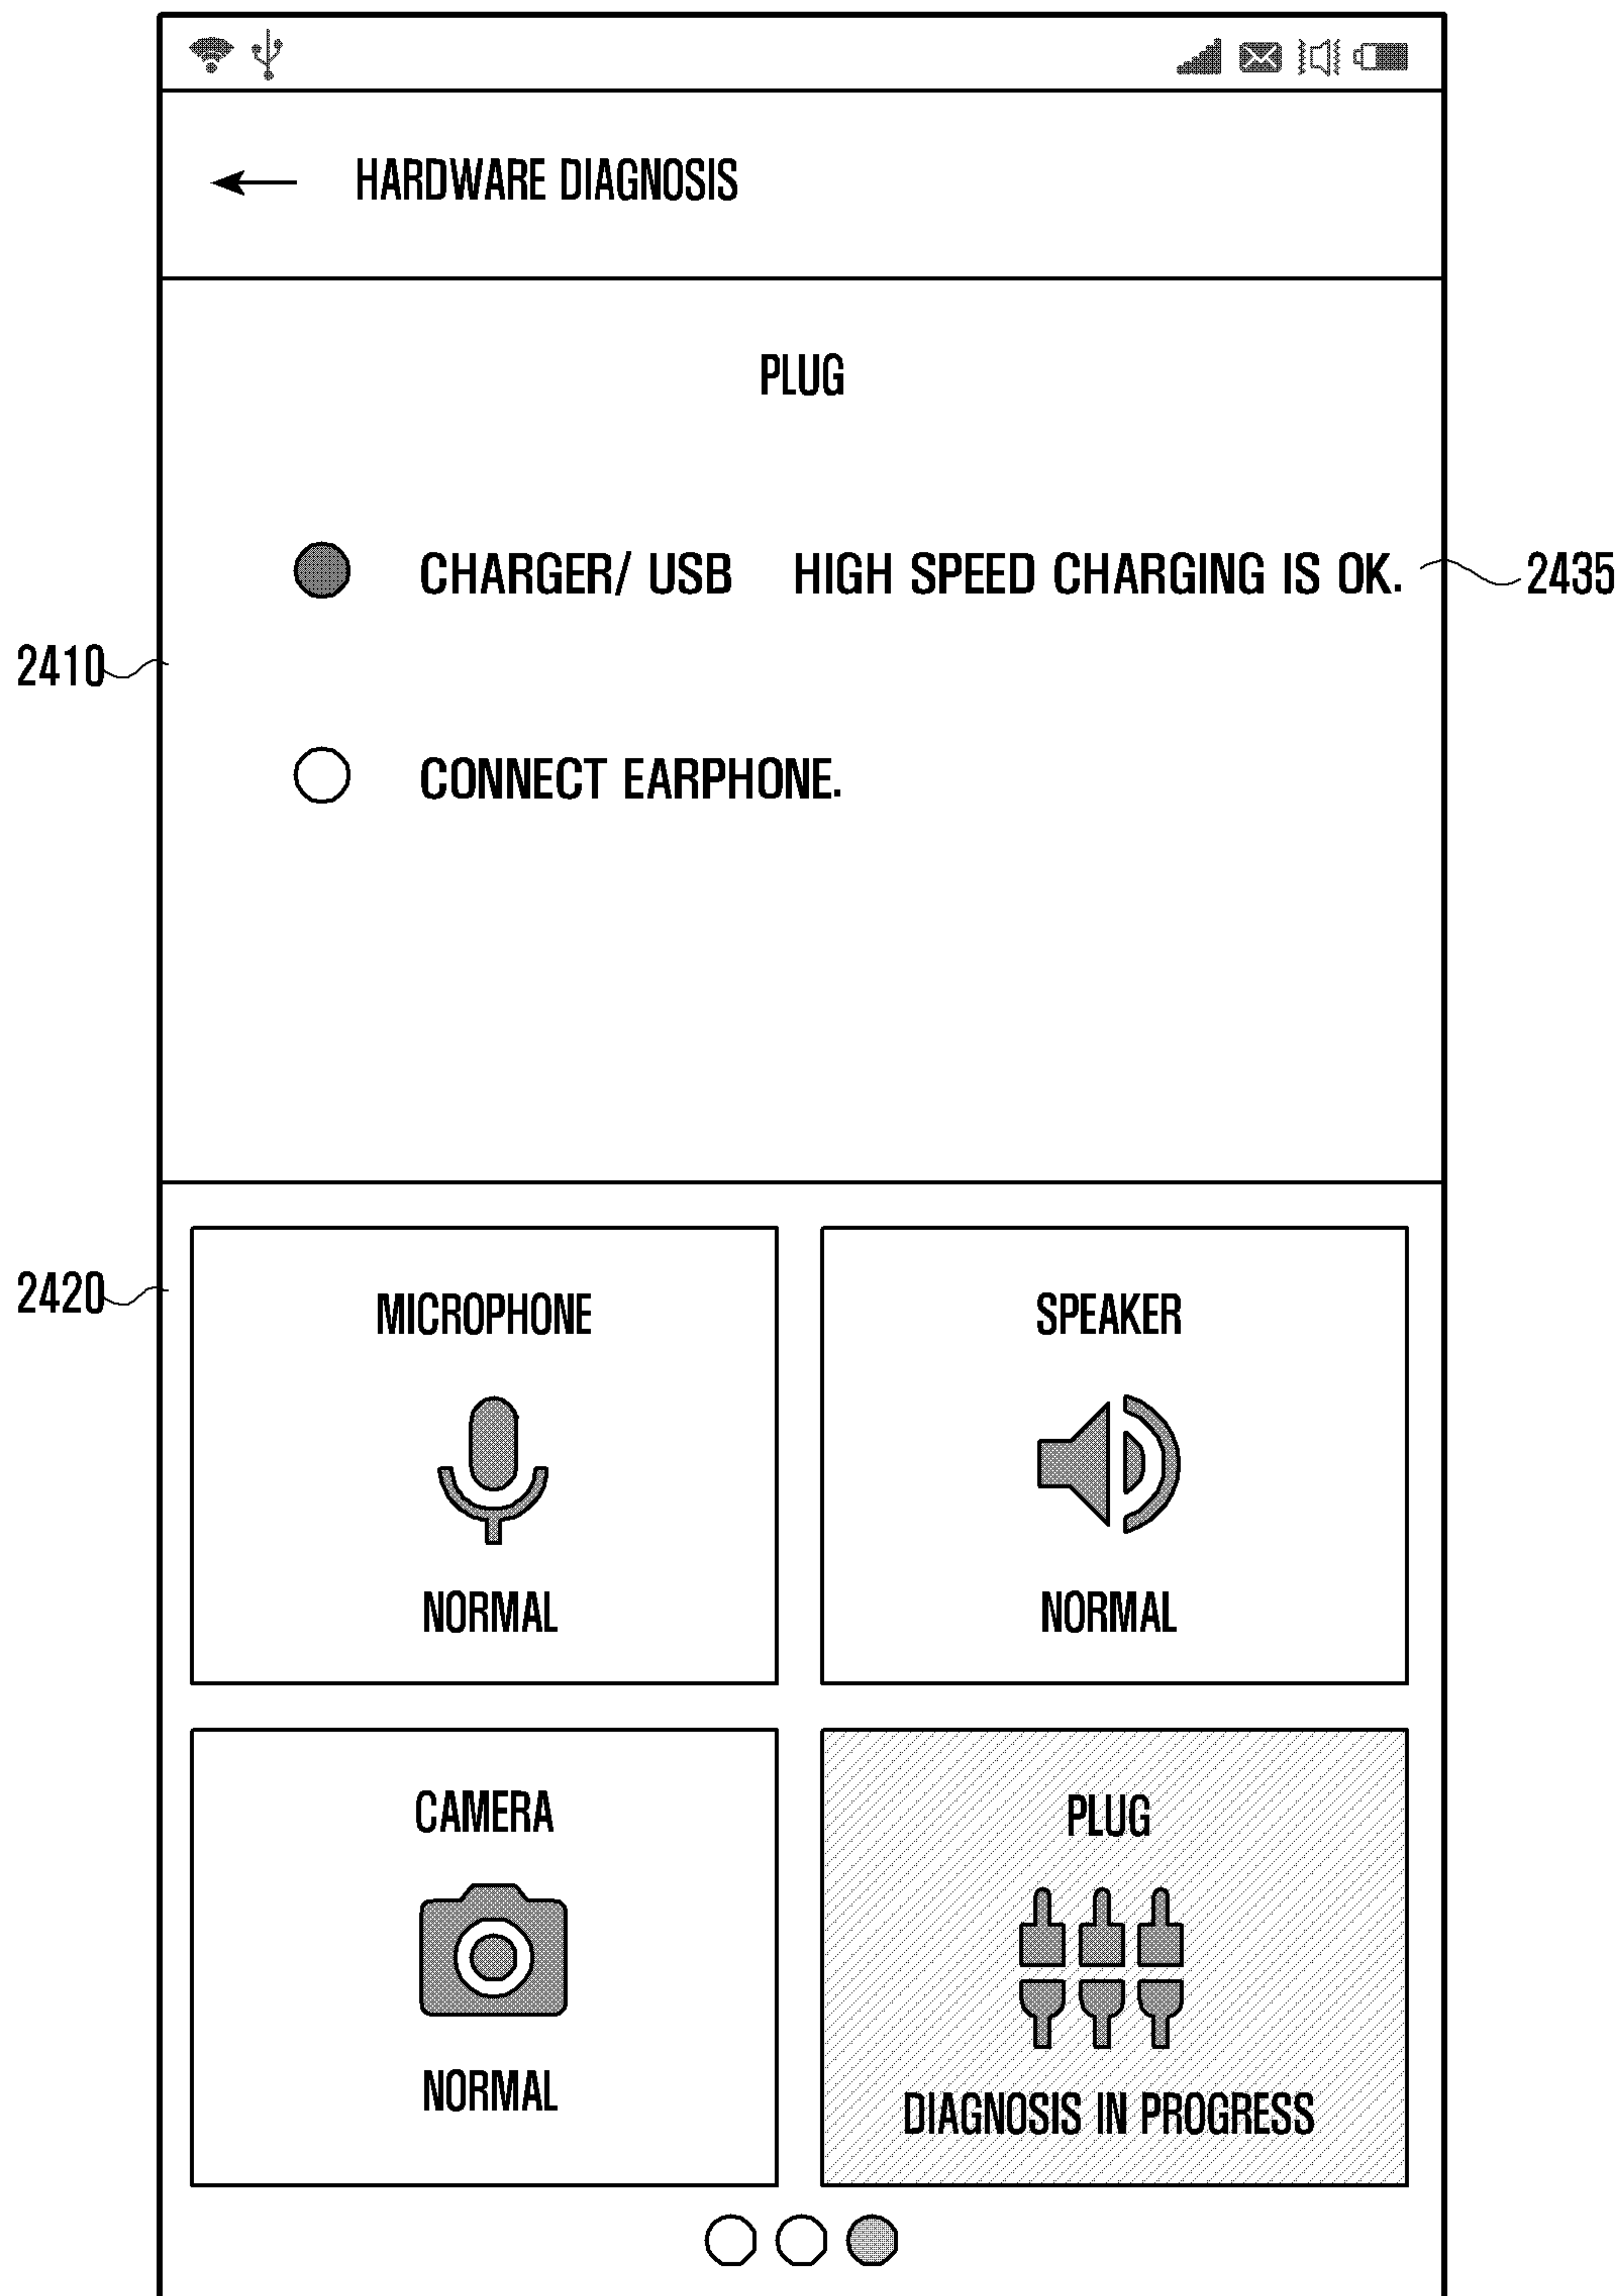 HARDWARE DIAGNOSIS
PLUG
CHARGER/ USB HIGH SPEED CHARGING IS OK. 2435
2410
CONNECT EARPHONE.
2420
MICROPHONE SPEAKER
NORMAL NORMAL
CAMERA PLUG
NORMAL DIAGNOSIS IN PROGRESS